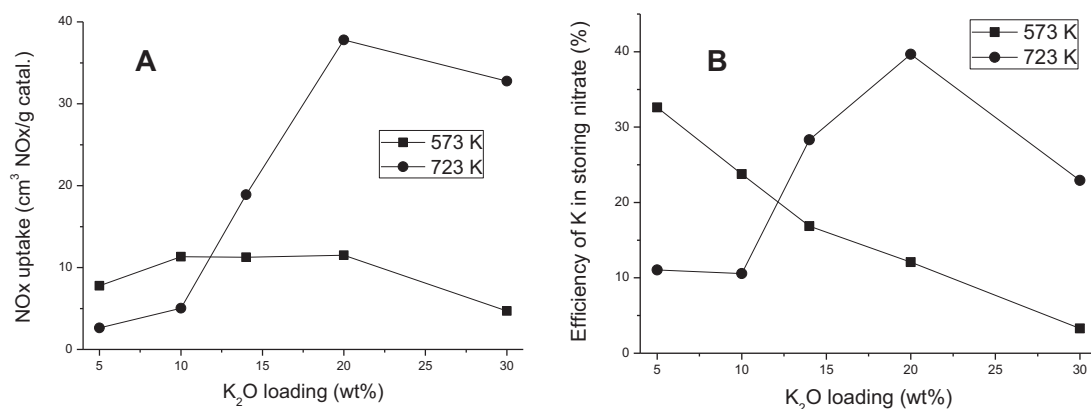 A
NOx uptake (cm³ NOx/g catal.)
40
30
20
10
0
573 K
723 K
5
10
15
20
25
30
K₂O loading (wt%)
B
Efficiency of K in storing nitrate (%)
40
30
20
10
0
573 K
723 K
5
10
15
20
25
30
K₂O loading (wt%)